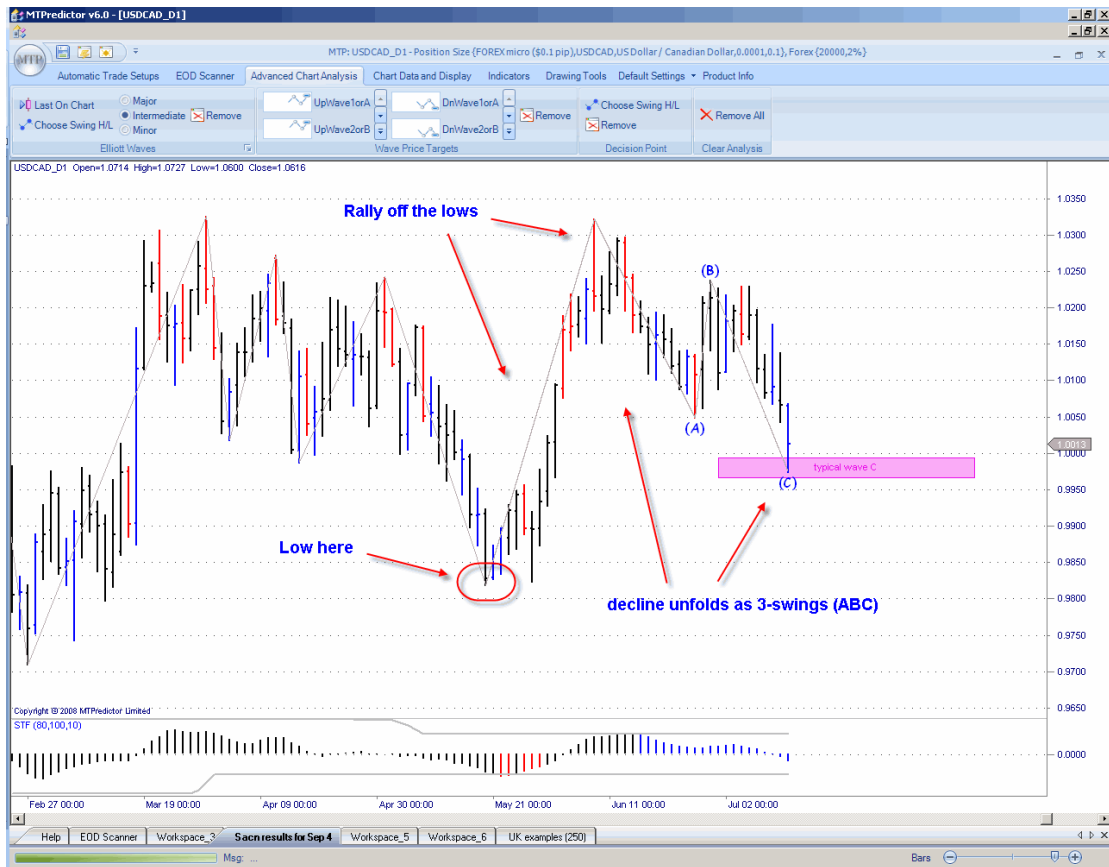 MTPredictor v6.0 - [USDCAD_D1]
MTP: USDCAD_D1 - Position Size {FOREX micro ($0.1 pip),USDCAD,US Dollar / Canadian Dollar,0.0001,0.1}, Forex {20000,2%}
MTP
Automatic Trade Setups EOD Scanner Advanced Chart Analysis Chart Data and Display Indicators Drawing Tools Default Settings Product Info
Last On Chart Major UpWave1orA DnWave1orA Choose Swing H/L Remove All
Choose Swing H/L Intermediate Remove Remove Remove
Minor UpWave2orB DnWave2orB
Elliott Waves Wave Price Targets Decision Point Clear Analysis
USDCAD_D1 Open=1.0714 High=1.0727 Low=1.0600 Close=1.0616
1.0350
Rally off the lows
1.0300
(B)
1.0250
1.0200
1.0150
1.0100
1.0050
(A)
1.0013
1.0000
typical wave C
(C)
0.9950
0.9900
Low here
0.9850
decline unfolds as 3-swings (ABC)
0.9800
0.9750
0.9700
0.9650
Copyright © 2008 MTPredictor Limited
STF (80,100,10)
0.0000
Feb 27 00:00 Mar 19 00:00 Apr 09 00:00 Apr 30 00:00 May 21 00:00 Jun 11 00:00 Jul 02 00:00
Help EOD Scanner Workspace_3 Sacn results for Sep 4 Workspace_5 Workspace_6 UK examples (250)
Msg: ... Bars